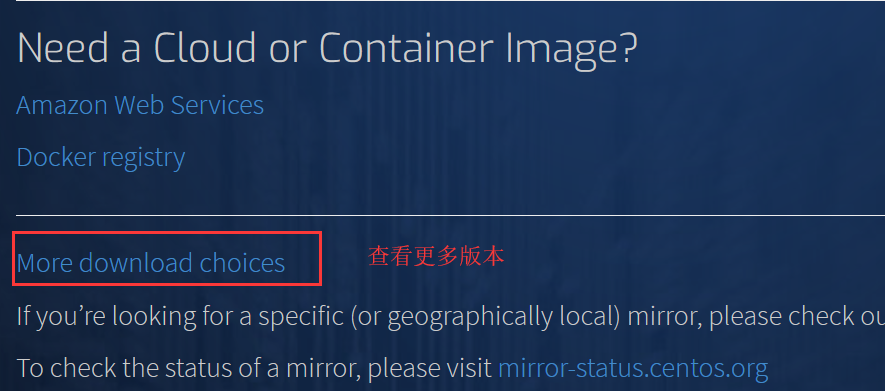 Need a Cloud or Container Image?
Amazon Web Services
Docker registry
More download choices
查看更多版本
If you’re looking for a specific (or geographically local) mirror, please check
To check the status of a mirror, please visit mirror-status.centos.org